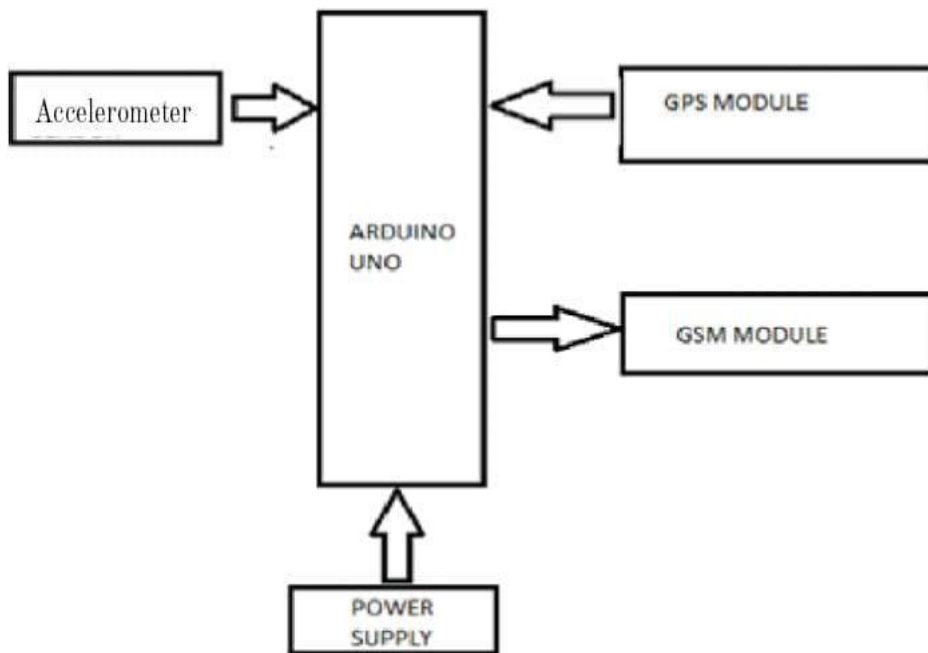 Accelerometer
GPS MODULE
ARDUINO
UNO
GSM MODULE
POWER
SUPPLY